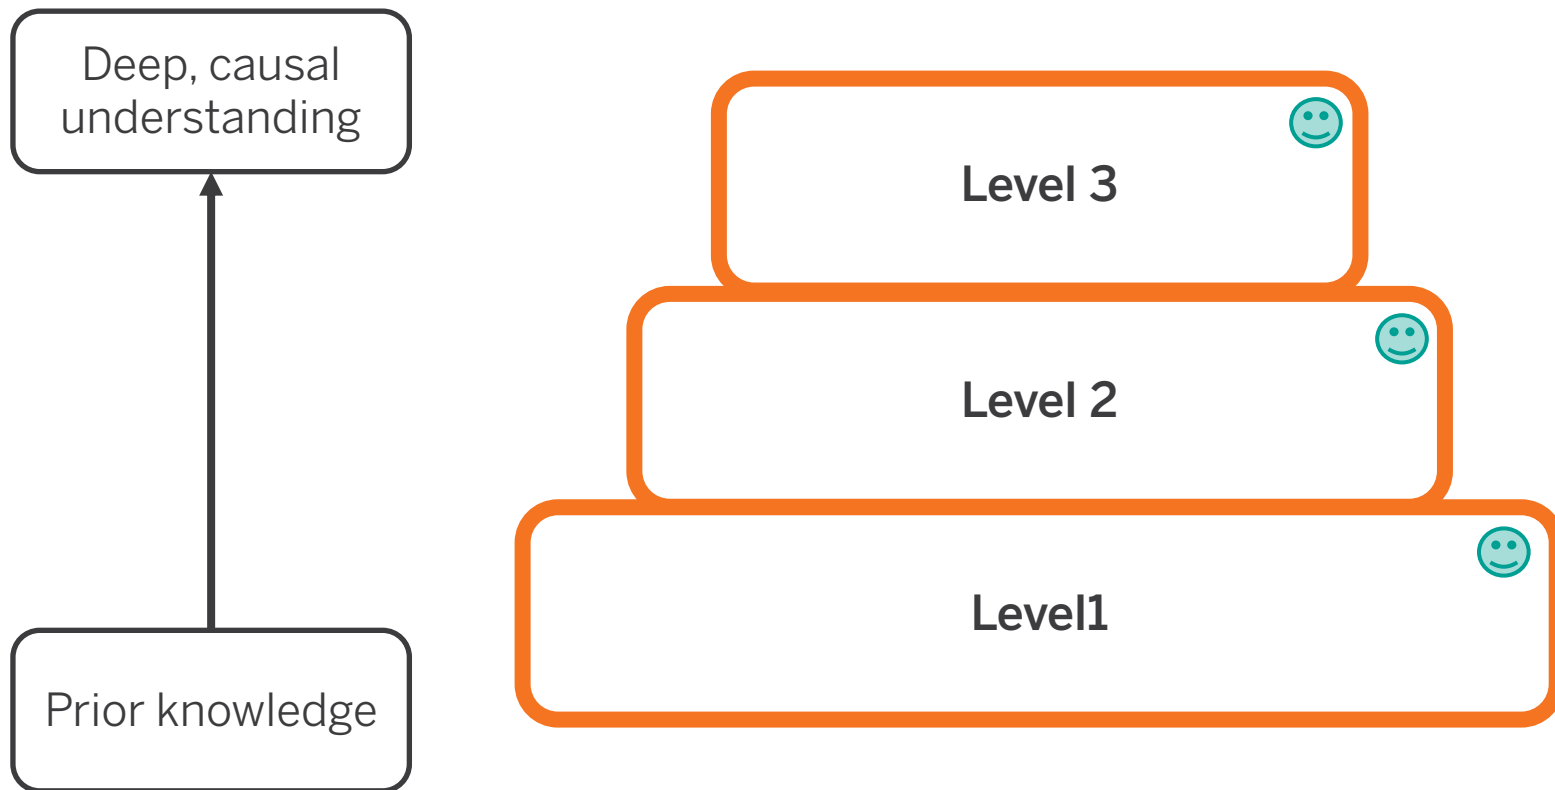 Deep, causal
understanding
Prior knowledge
Level 3
Level 2
Level1